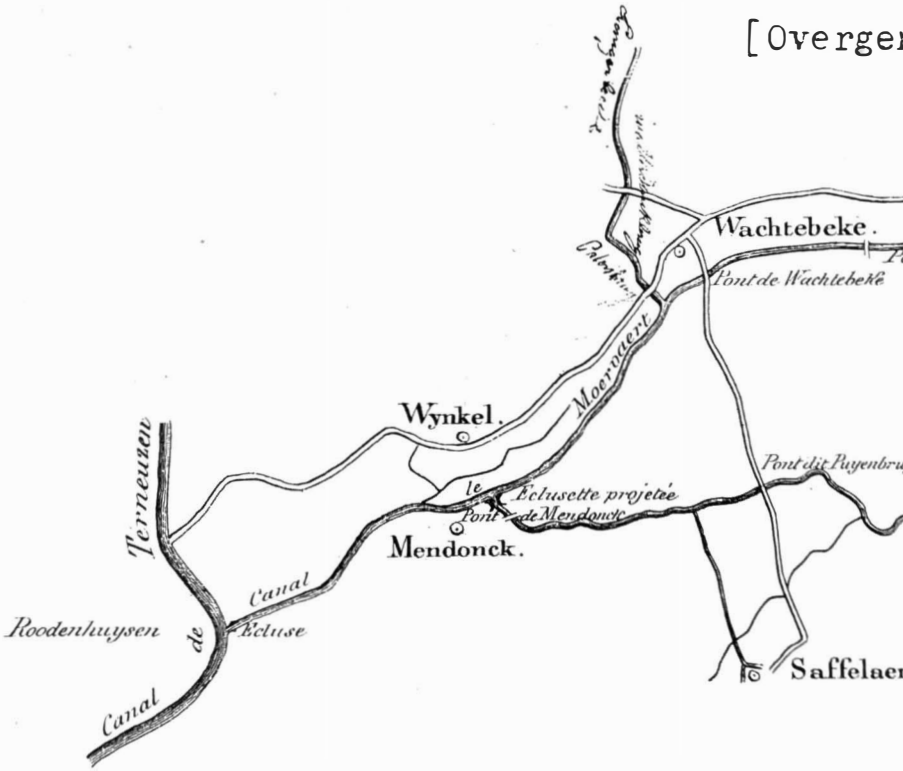 [Overger
Wachtebeke.
Pont de Wachtebeke
Moervaert
Wynkel.
Terneuzen
Pont dit Puyenbru
le
Eclusette projetée
Pont de Mendonck
Mendonck.
Canal
Roodenhuysen
de
Ecluse
Saffelaer
Canal